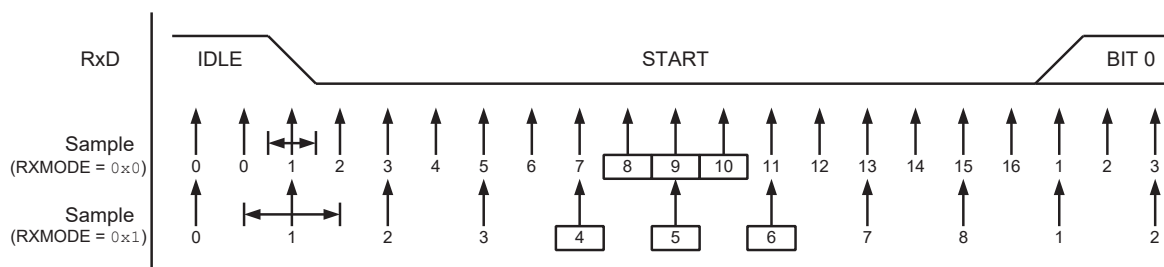 RxD IDLE START BIT 0
Sample
(RXMODE = 0x0) 0 0 1 2 3 4 5 6 7 8 9 10 11 12 13 14 15 16 1 2 3
Sample
(RXMODE = 0x1) 0 1 2 3 4 5 6 7 8 1 2